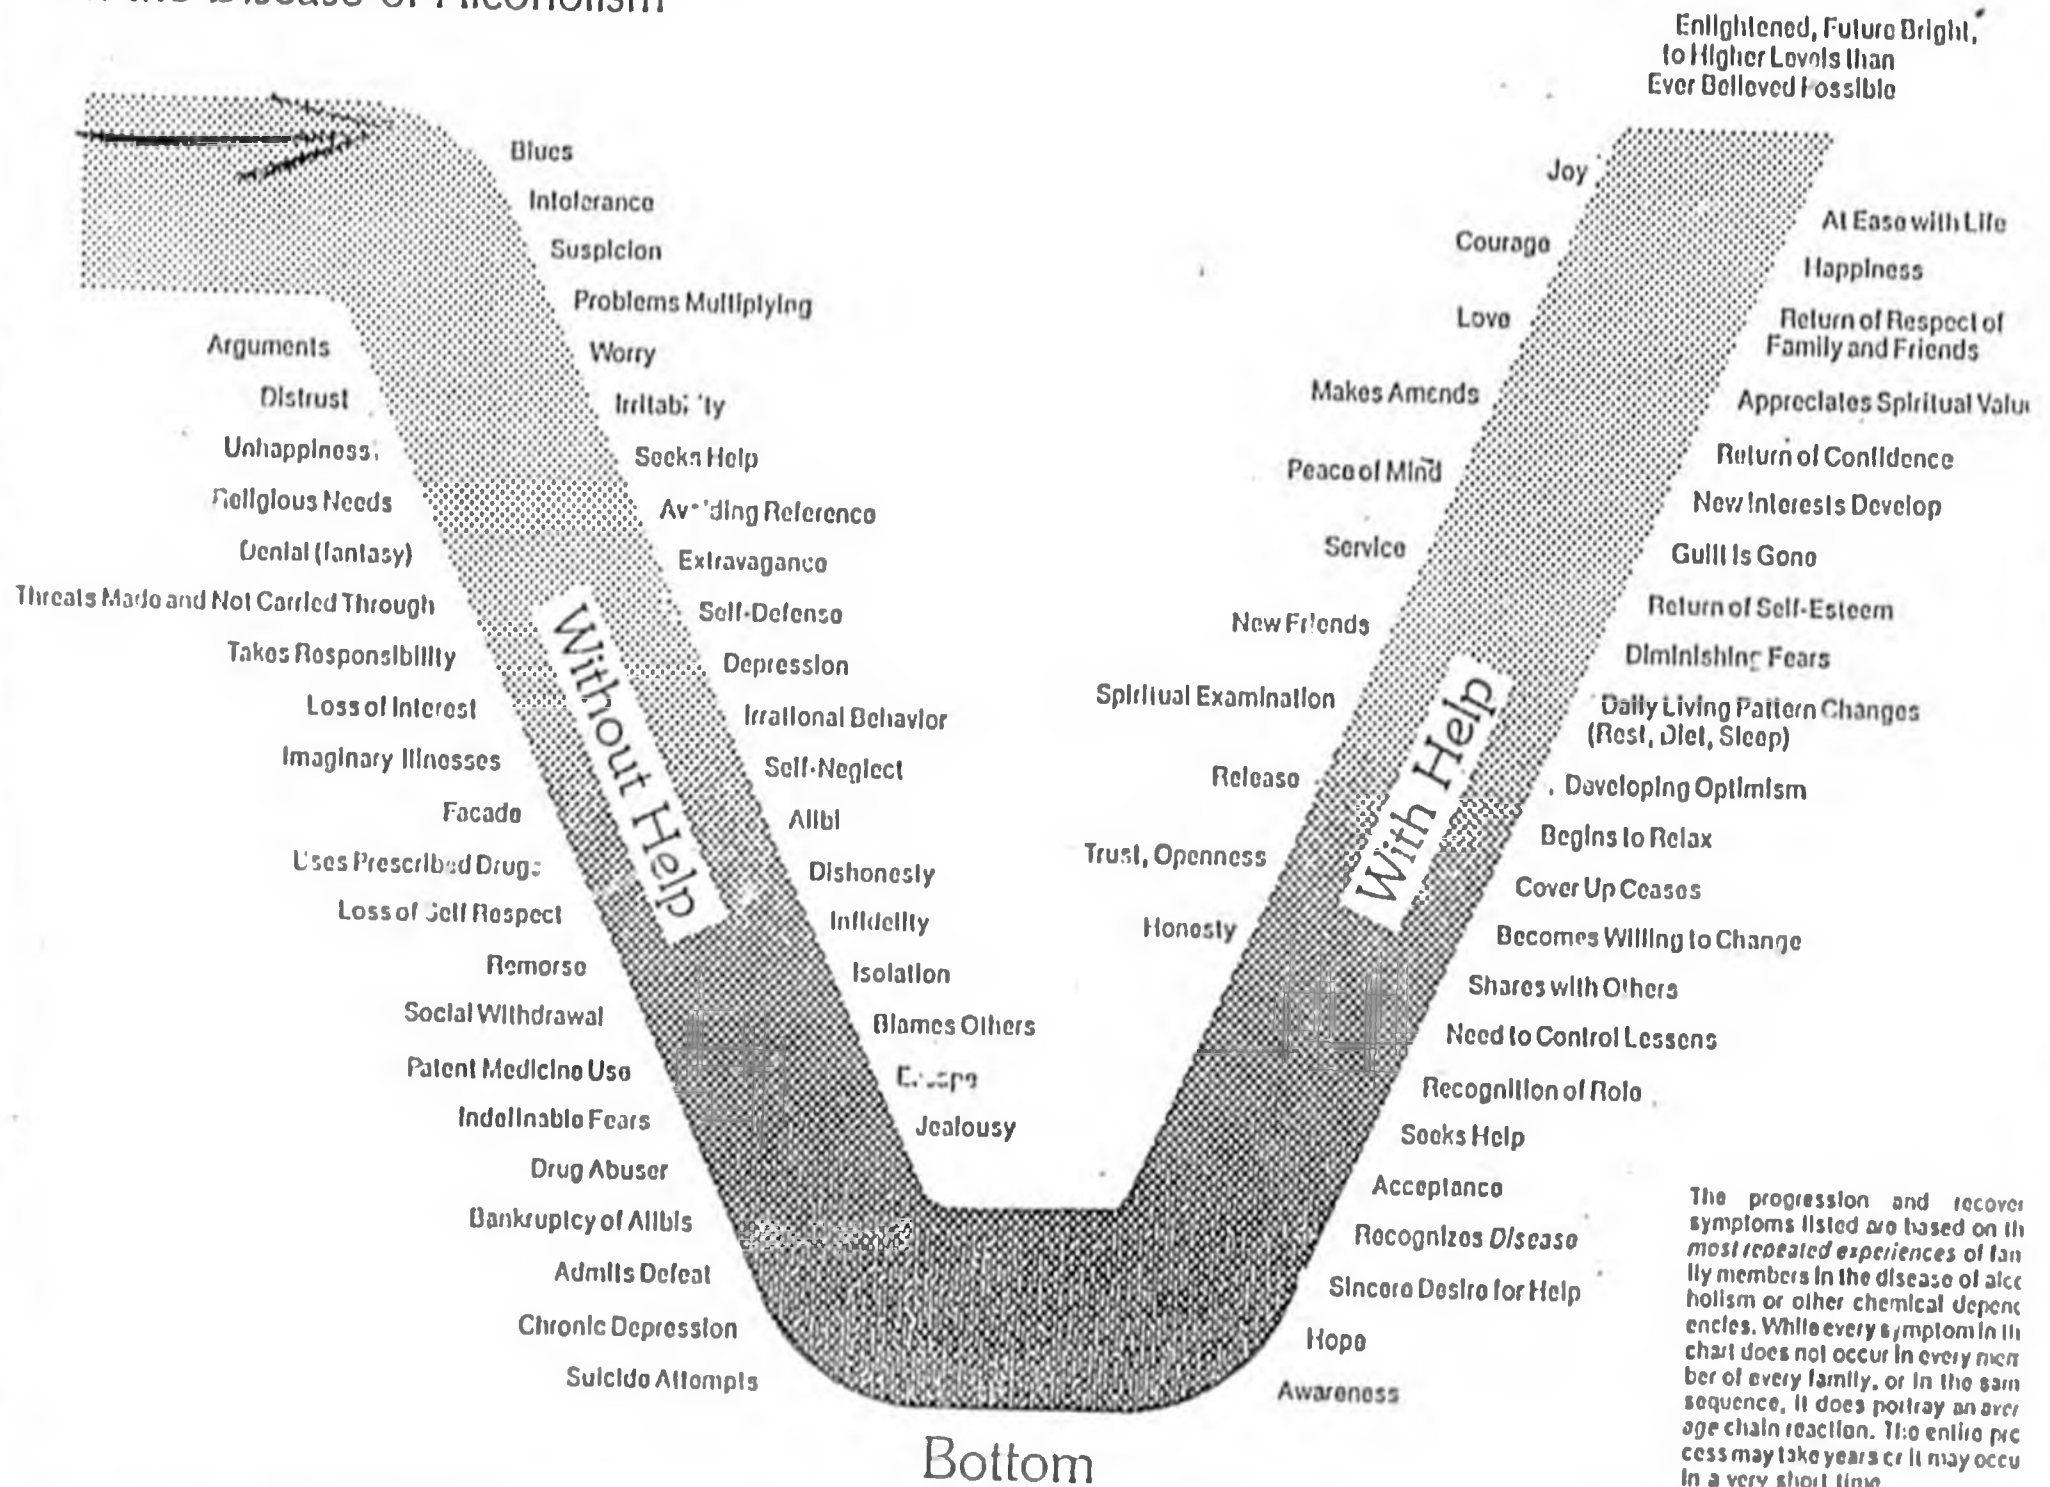 the Disease of Alcoholism
Enlightened, Future Bright,
to Higher Levels than
Ever Believed Possible
Blues
Intolerance
Suspicion
Problems Multiplying
Worry
Seeks Help
Reference
Extravagance
Self-Defense
Depression
Irrational Behavior
Self-Neglect
Alibi
Dishonesty
Infidelity
Isolation
Blames Others
Jealousy
Arguments
Distrust
Unhappiness
Religious Needs
Denial (fantasy)
Threats Made and Not Carried Through
Takes Responsibility
Loss of Interest
Imaginary Illnesses
Facade
Uses Prescribed Drugs
Loss of Self Respect
Remorse
Social Withdrawal
Patent Medicine Use
Indefinable Fears
Drug Abuser
Bankruptcy of Alibis
Admits Defeat
Chronic Depression
Suicide Attempts
Without Help
Bottom
With Help
Joy
Courage
Love
Makes Amends
Peace of Mind
Service
New Friends
Spiritual Examination
Release
Trust, Openness
Honesty
At Ease with Life
Happiness
Return of Respect of
Family and Friends
Appreciates Spiritual Valu
Return of Confidence
New Interests Develop
Guilt Is Gone
Return of Self-Esteem
Diminishing Fears
Daily Living Pattern Changes
(Rest, Diet, Sleep)
Developing Optimism
Begins to Relax
Cover Up Ceases
Becomes Willing to Change
Shares with Others
Need to Control Lessens
Recognition of Role
Seeks Help
Acceptance
Recognizes Disease
Sincere Desire for Help
Hope
Awareness
The progression and recover
symptoms listed are based on th
most repeated experiences of fam
ily members in the disease of alco
holism or other chemical depend
encies. While every symptom in th
chart does not occur in every mem
ber of every family, or in the sam
sequence, it does portray an aver
age chain reaction. The entire pro
cess may take years or it may occu
in a very short time